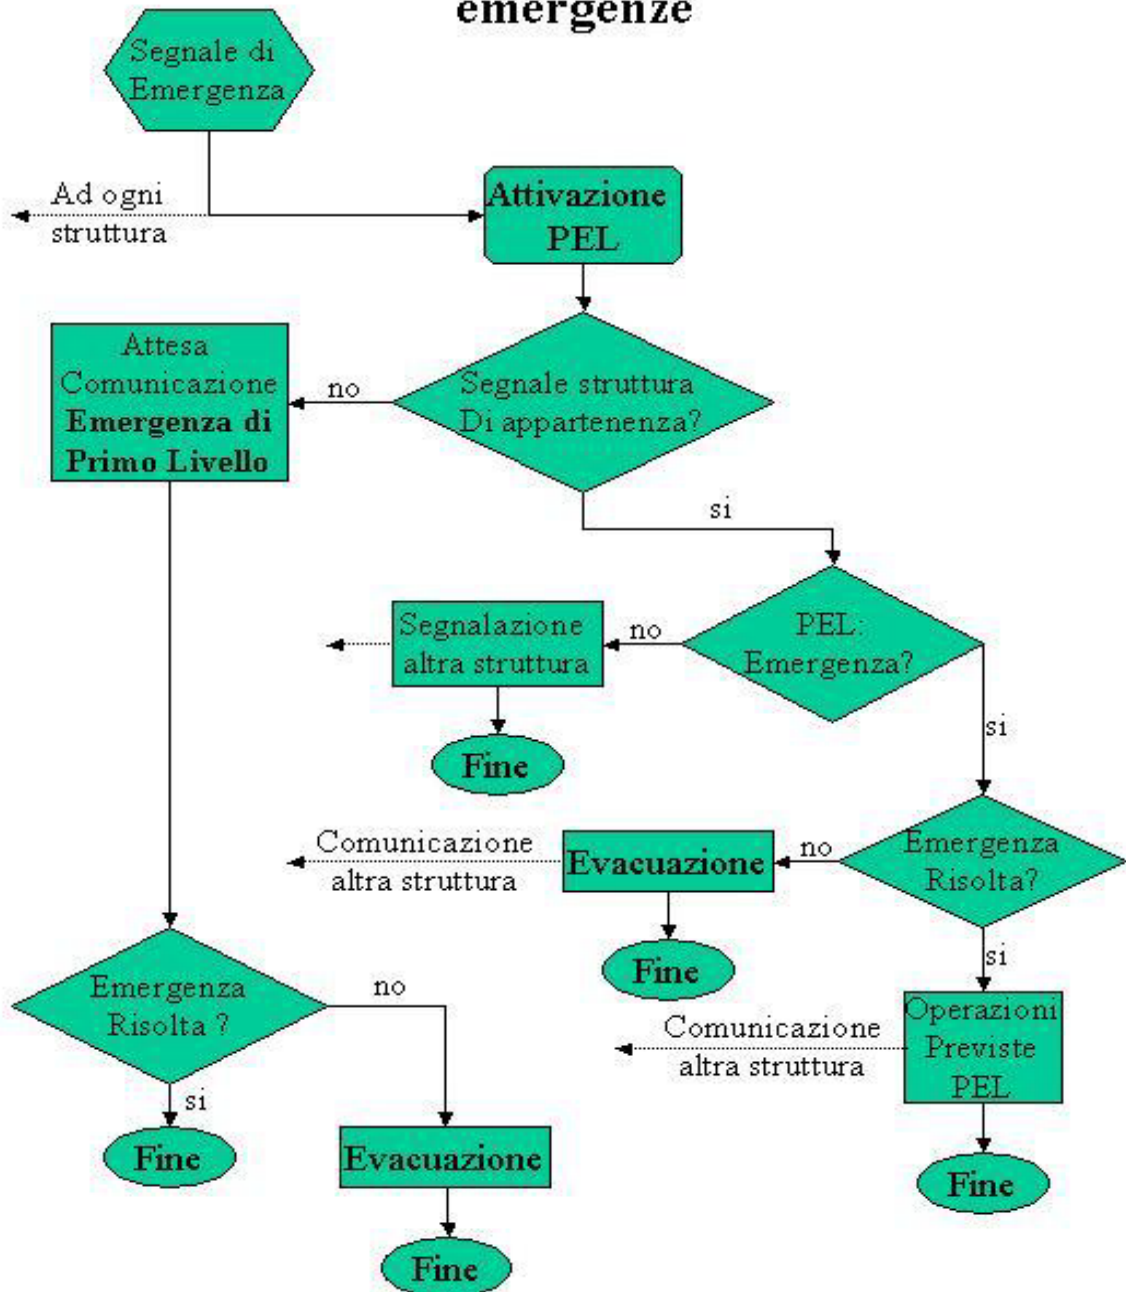 emergenze
Segnale di
Emergenza
Ad ogni
struttura
Attivazione
PEL
Attesa
Comunicazione
Emergenza di
Primo Livello
no
Segnale struttura
Di appartenenza?
si
Segnalazione
altra struttura
no
PEL:
Emergenza?
si
Fine
Comunicazione
altra struttura
Evacuazione
no
Emergenza
Risolta?
si
Fine
Emergenza
Risolta ?
no
si
Comunicazione
altra struttura
Operazioni
Previste
PEL
Fine
Evacuazione
Fine
Fine